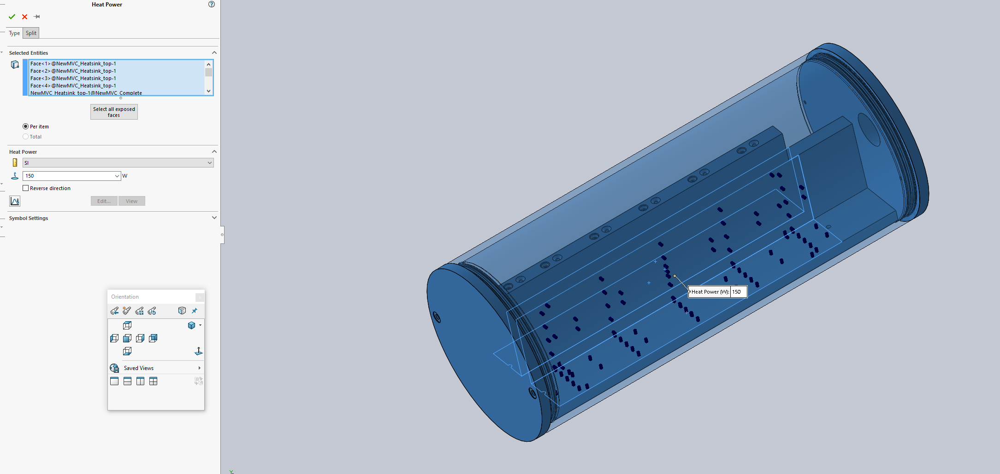 Heat Power
Type
Split
Selected Entities
Face<1>@NewMVC_Heatsink_top-1
Face<2>@NewMVC_Heatsink_top-1
Face<3>@NewMVC_Heatsink_top-1
Face<4>@NewMVC_Heatsink_top-1
NewMVC_Heatsink_top-1@NewMVC_Complete
Select all exposed
faces
Per item
Total
Heat Power
SI
150 W
Reverse direction
Edit... View
Symbol Settings
Heat Power (W): 150
Orientation
Saved Views
Y